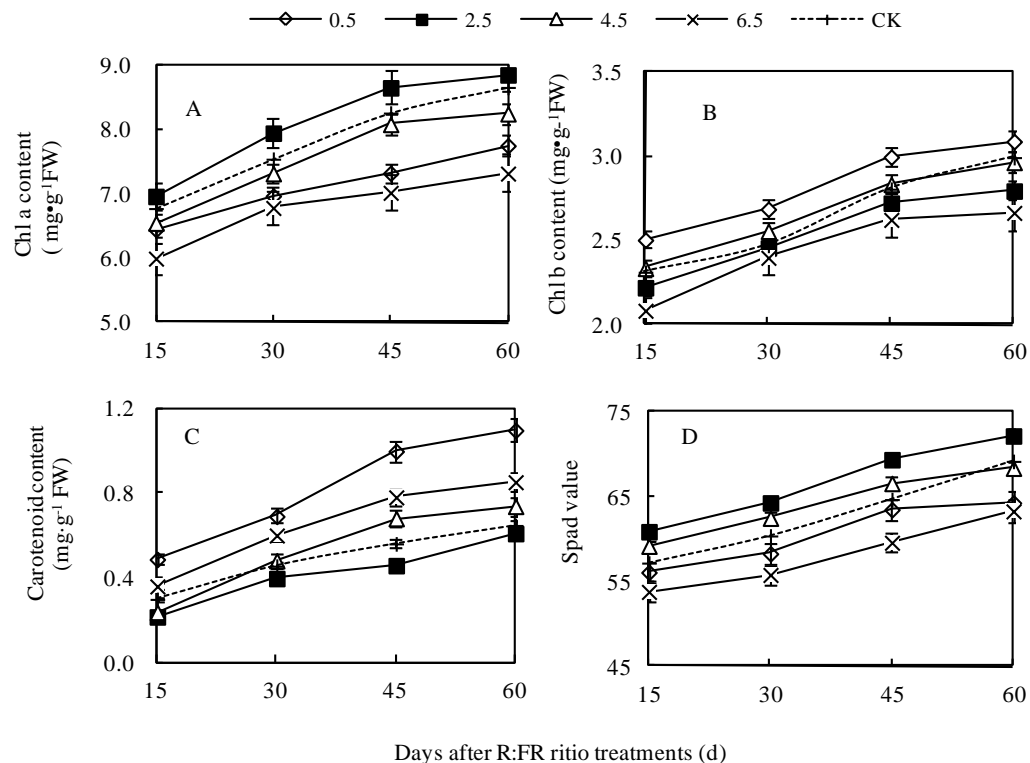 0.5 2.5 4.5 6.5 CK
Chl a content
( mg•g-1FW)
9.0
8.0
7.0
6.0
5.0
A
15 30 45 60
Chl b content (mg•g-1FW)
3.5
3.0
2.5
2.0
B
15 30 45 60
Carotenoid content
(mg·g-1 FW)
1.2
0.8
0.4
0.0
C
15 30 45 60
Spad value
75
65
55
45
D
15 30 45 60
Days after R:FR ritio treatments (d)